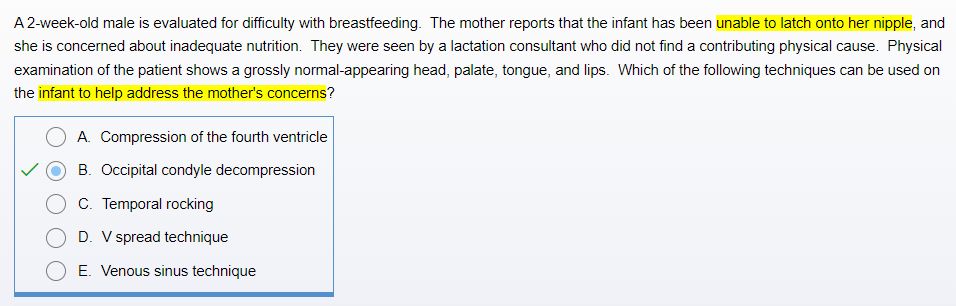 A 2-week-old male is evaluated for difficulty with breastfeeding. The mother reports that the infant has been unable to latch onto her nipple, and
she is concerned about inadequate nutrition. They were seen by a lactation consultant who did not find a contributing physical cause. Physical
examination of the patient shows a grossly normal-appearing head, palate, tongue, and lips. Which of the following techniques can be used on
the infant to help address the mother's concerns?
A. Compression of the fourth ventricle
B. Occipital condyle decompression
C. Temporal rocking
D. V spread technique
E. Venous sinus technique